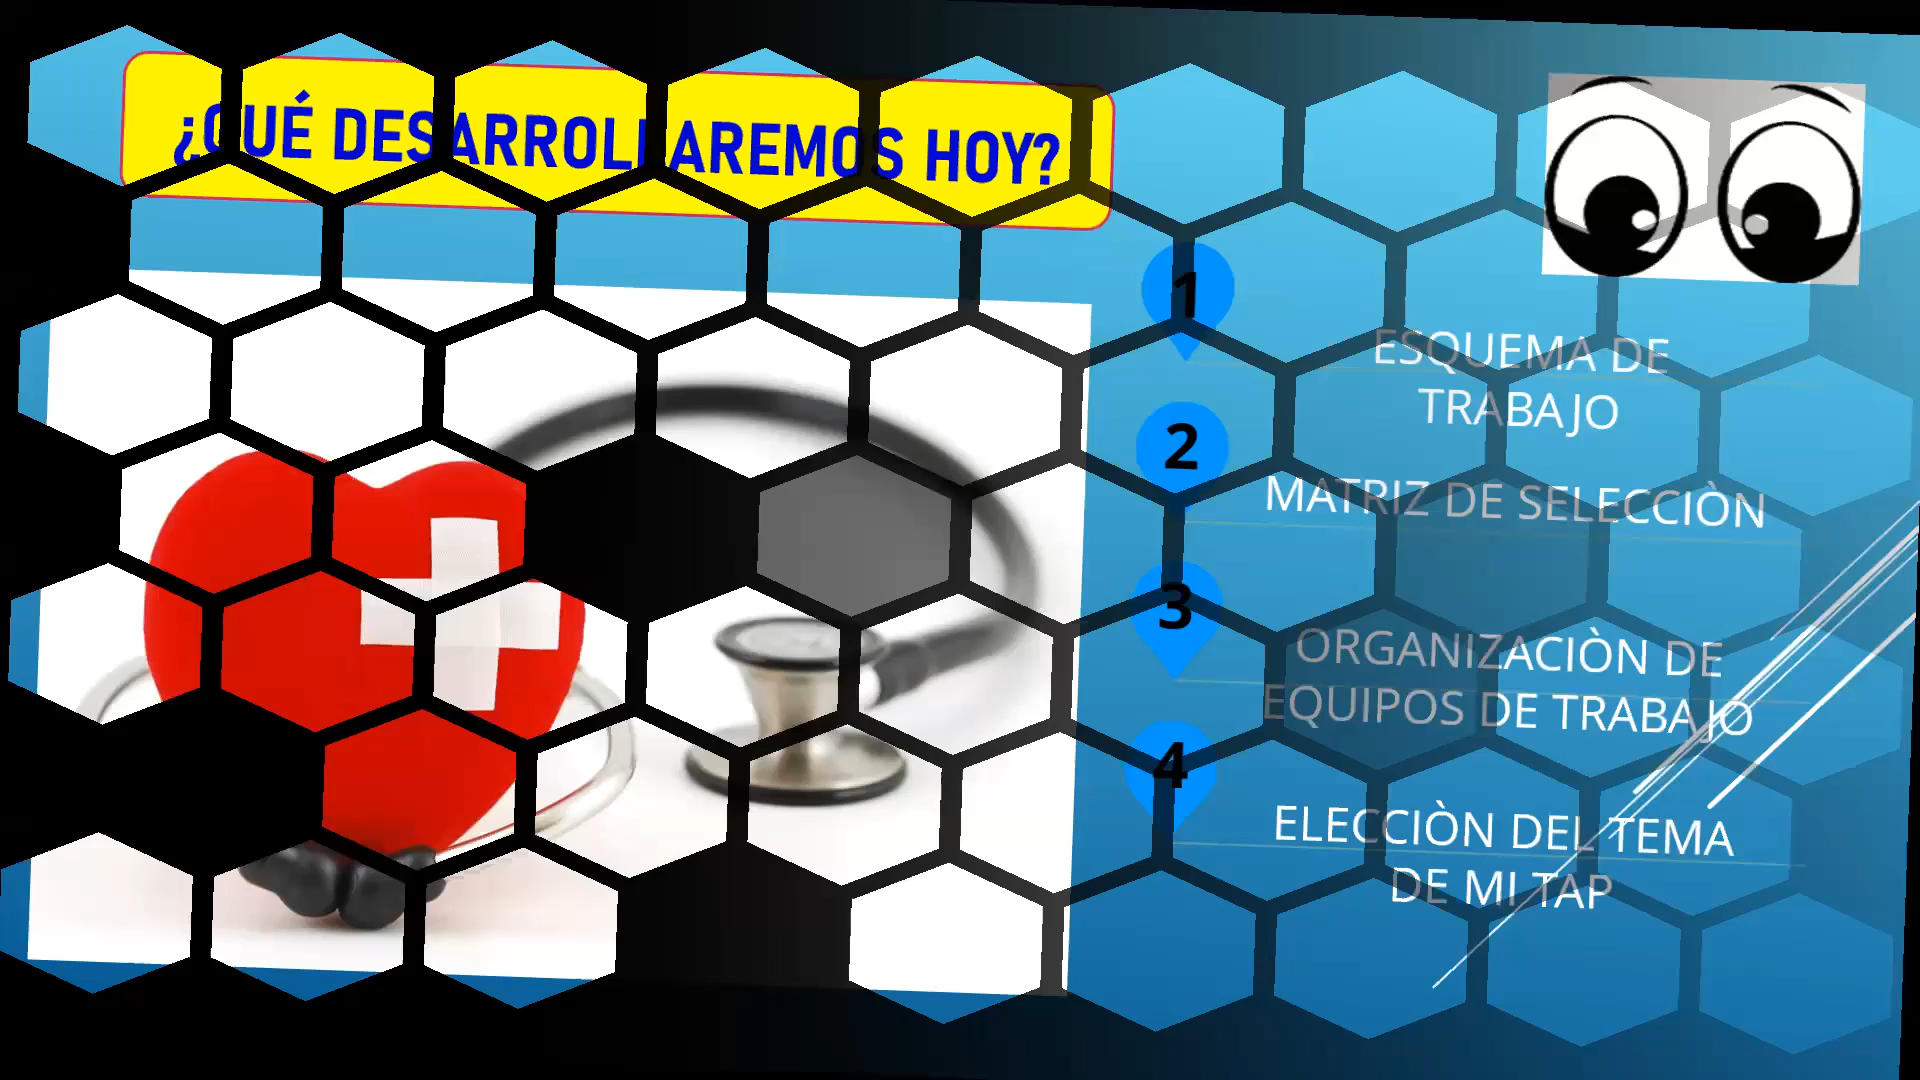 ¿QUÉ DESARROLLAREMOS HOY?
1
ESQUEMA DE
TRABAJO
2
MATRIZ DE SELECCIÒN
3
ORGANIZACIÒN DE
EQUIPOS DE TRABAJO
4
ELECCIÒN DEL TEMA
DE MI TAP